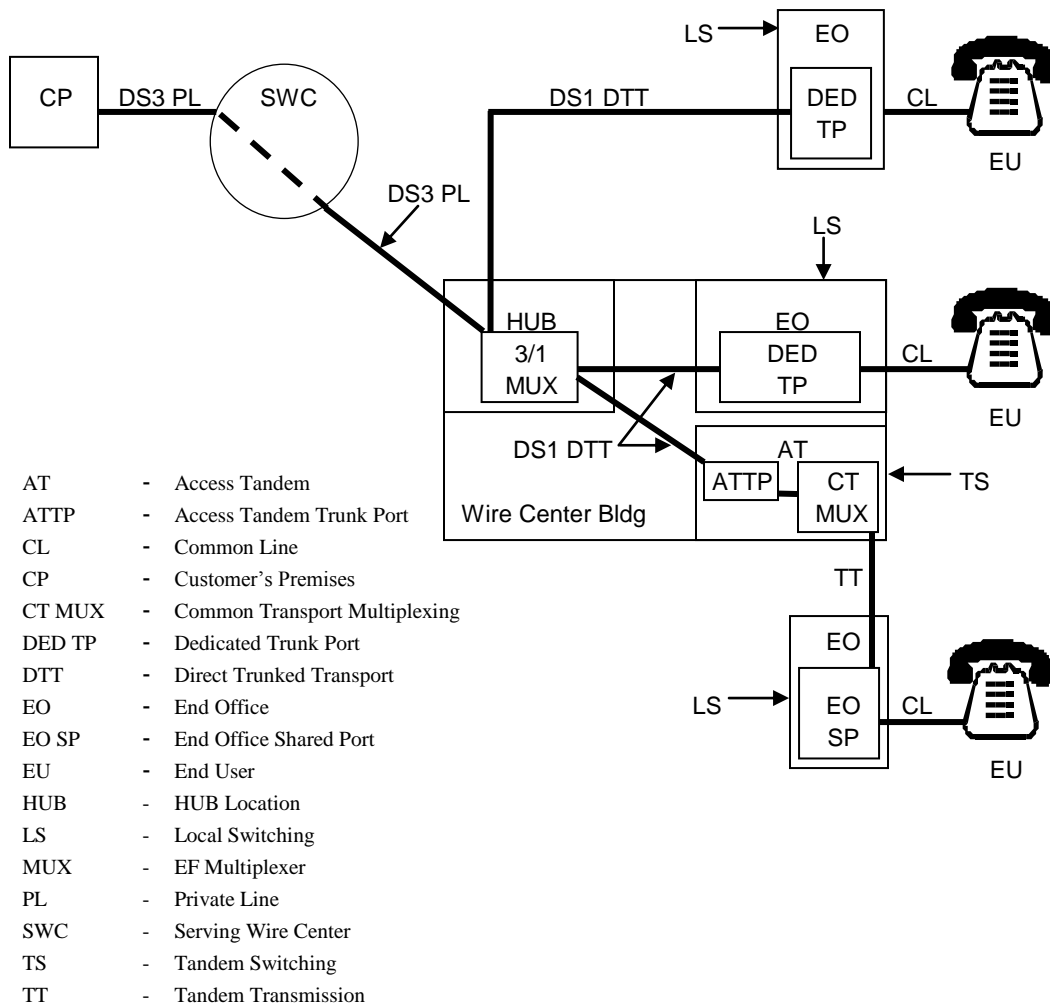 LS
EO
CP
DS3 PL
SWC
DS1 DTT
DED
TP
CL
EU
DS3 PL
LS
HUB
3/1
MUX
EO
DED
TP
CL
EU
DS1 DTT
AT
ATTP
CT
MUX
TS
Wire Center Bldg
TT
EO
LS
EO
SP
CL
EU
AT - Access Tandem
ATTP - Access Tandem Trunk Port
CL - Common Line
CP - Customer’s Premises
CT MUX - Common Transport Multiplexing
DED TP - Dedicated Trunk Port
DTT - Direct Trunked Transport
EO - End Office
EO SP - End Office Shared Port
EU - End User
HUB - HUB Location
LS - Local Switching
MUX - EF Multiplexer
PL - Private Line
SWC - Serving Wire Center
TS - Tandem Switching
TT - Tandem Transmission